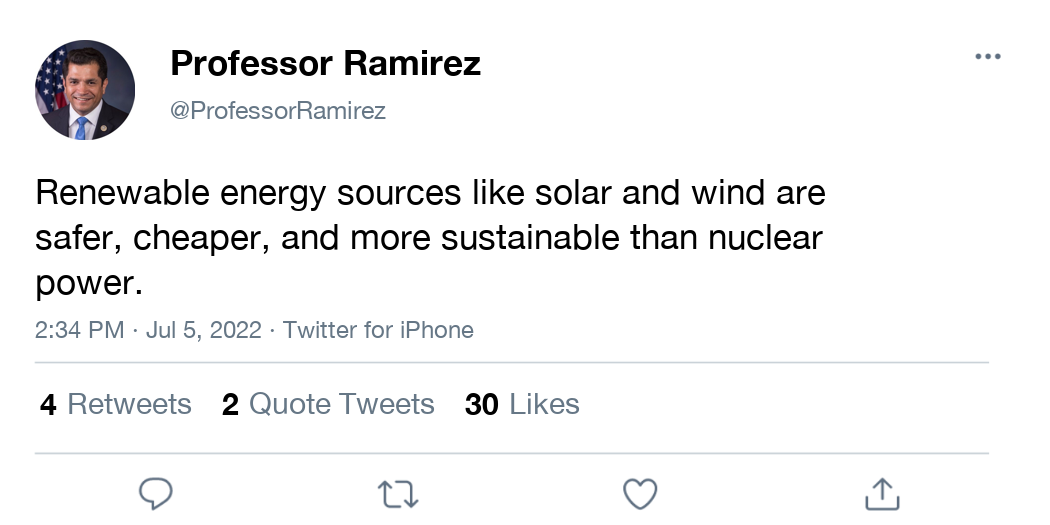 Professor Ramirez
@ProfessorRamirez
Renewable energy sources like solar and wind are
safer, cheaper, and more sustainable than nuclear
power.
2:34 PM · Jul 5, 2022 · Twitter for iPhone
4 Retweets 2 Quote Tweets 30 Likes